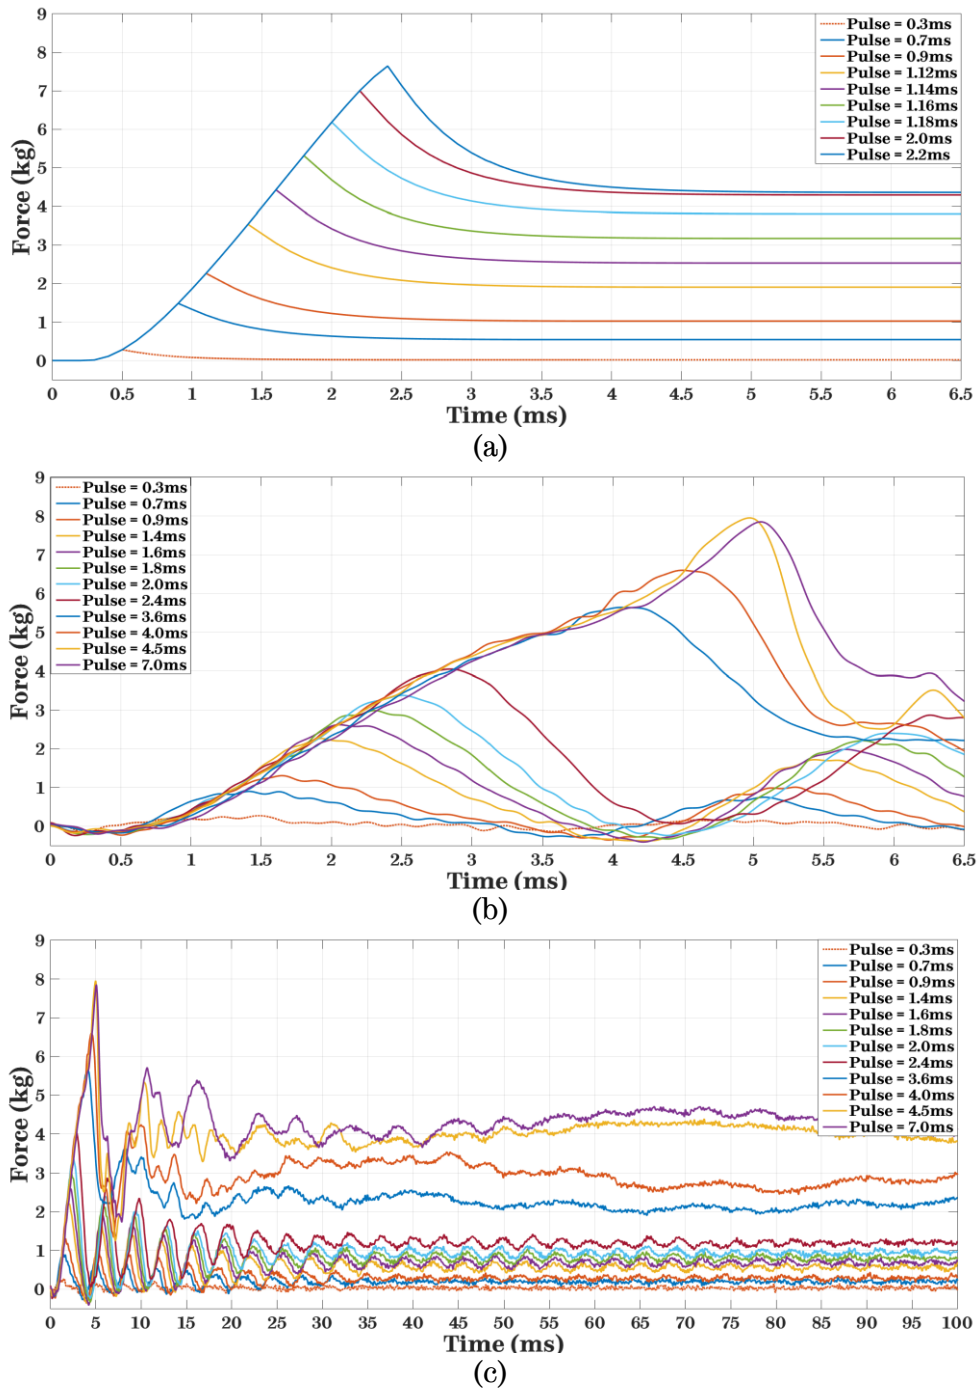 9
8
7
6
5
4
3
2
1
0
Force (kg)
Pulse = 0.3ms
Pulse = 0.7ms
Pulse = 0.9ms
Pulse = 1.12ms
Pulse = 1.14ms
Pulse = 1.16ms
Pulse = 1.18ms
Pulse = 2.0ms
Pulse = 2.2ms
0 0.5 1 1.5 2 2.5 3 3.5 4 4.5 5 5.5 6 6.5
Time (ms)
(a)
9
8
7
6
5
4
3
2
1
0
Force (kg)
Pulse = 0.3ms
Pulse = 0.7ms
Pulse = 0.9ms
Pulse = 1.4ms
Pulse = 1.6ms
Pulse = 1.8ms
Pulse = 2.0ms
Pulse = 2.4ms
Pulse = 3.6ms
Pulse = 4.0ms
Pulse = 4.5ms
Pulse = 7.0ms
0 0.5 1 1.5 2 2.5 3 3.5 4 4.5 5 5.5 6 6.5
Time (ms)
(b)
9
8
7
6
5
4
3
2
1
0
Force (kg)
Pulse = 0.3ms
Pulse = 0.7ms
Pulse = 0.9ms
Pulse = 1.4ms
Pulse = 1.6ms
Pulse = 1.8ms
Pulse = 2.0ms
Pulse = 2.4ms
Pulse = 3.6ms
Pulse = 4.0ms
Pulse = 4.5ms
Pulse = 7.0ms
0 5 10 15 20 25 30 35 40 45 50 55 60 65 70 75 80 85 90 95 100
Time (ms)
(c)